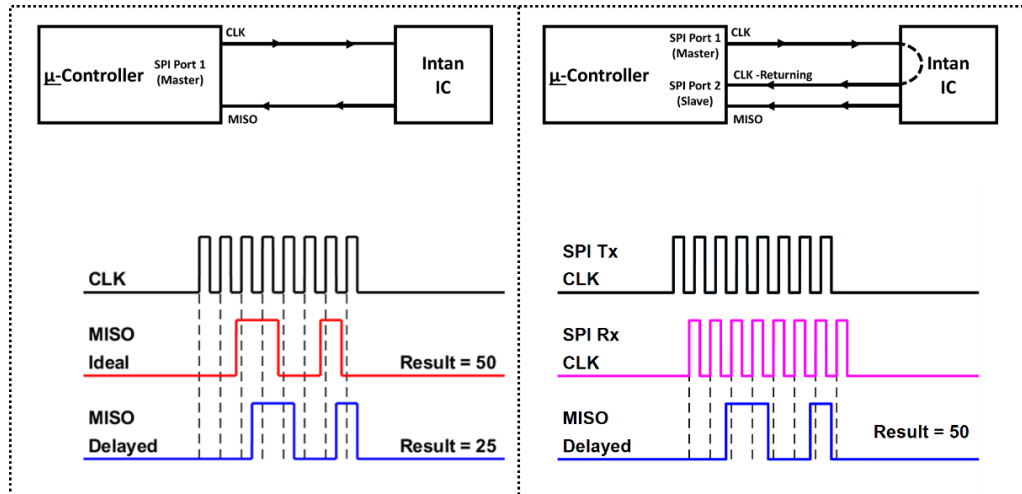 CLK
SPI Port 1
(Master)
µ-Controller
Intan
IC
MISO
CLK
MISO
Ideal
Result = 50
MISO
Delayed
Result = 25
SPI Port 1
(Master)
CLK
µ-Controller
CLK -Returning
Intan
IC
SPI Port 2
(Slave)
MISO
SPI Tx
CLK
SPI Rx
CLK
MISO
Delayed
Result = 50